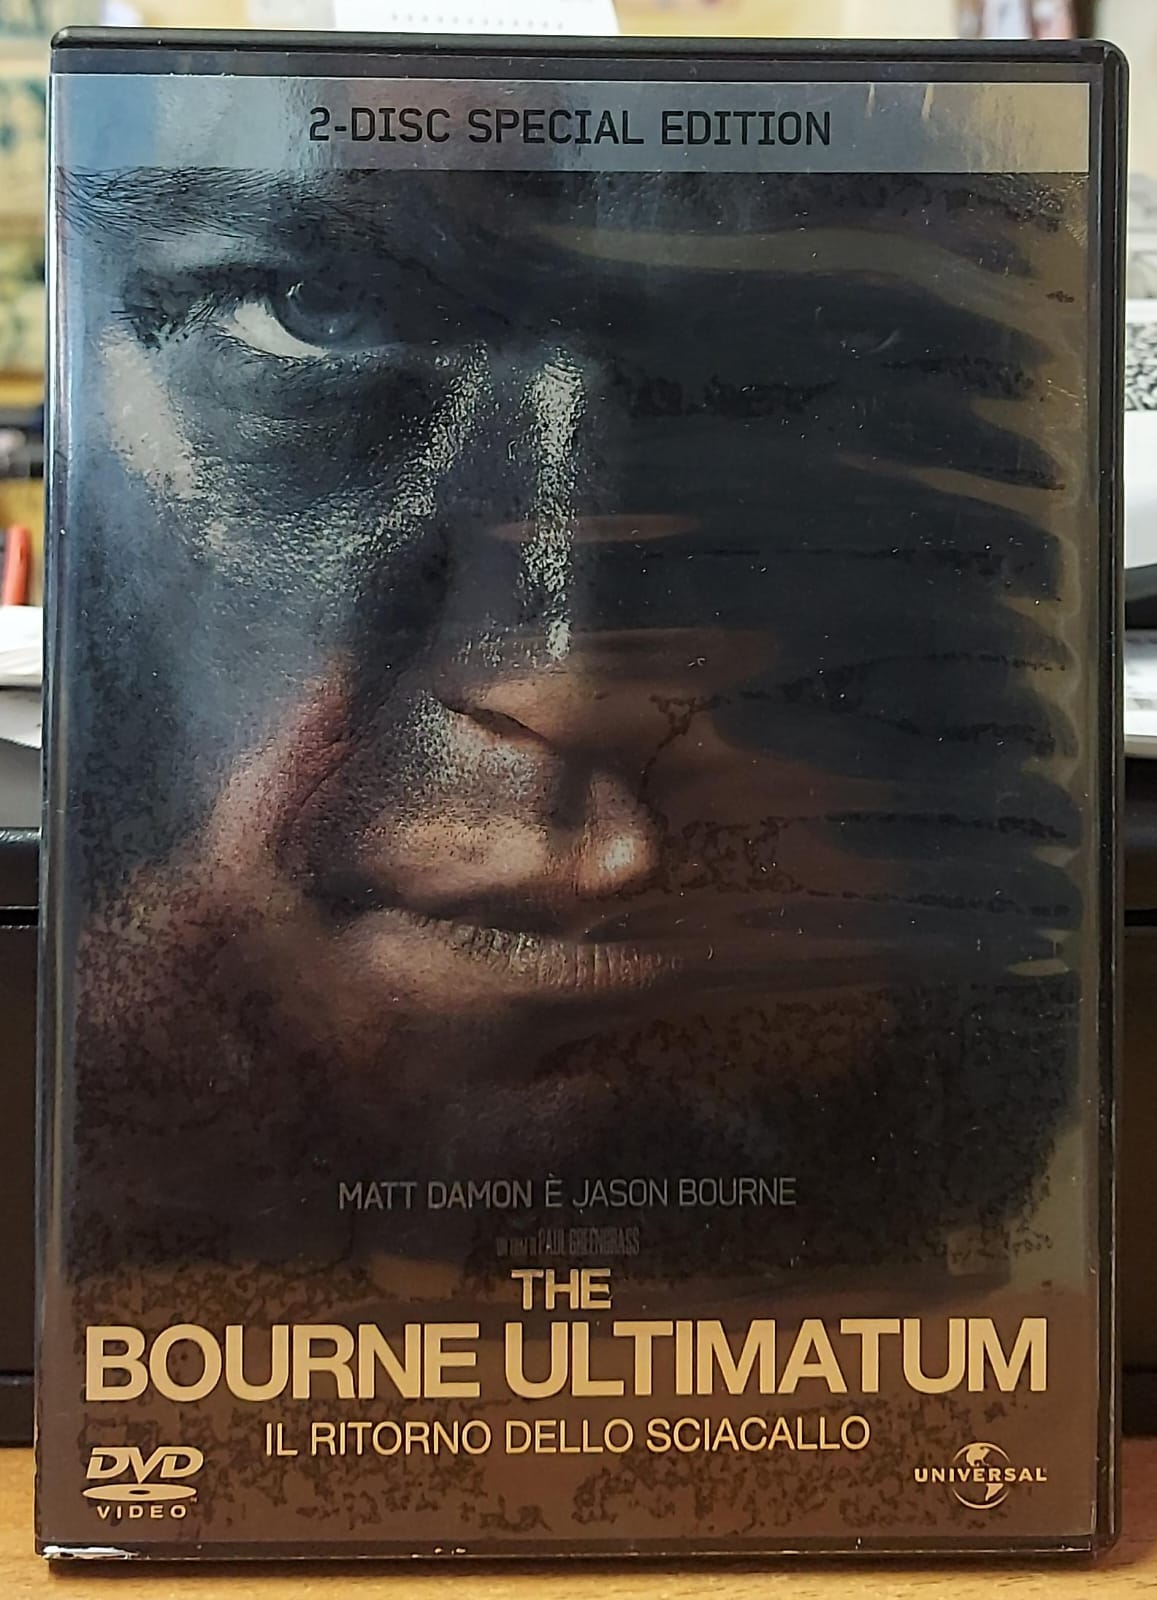 2-DISC SPECIAL EDITION
MATT DAMON È JASON BOURNE
UN FILM DI PAUL GREENGRASS
THE
BOURNE ULTIMATUM
IL RITORNO DELLO SCIACALLO
DVD
VIDEO
UNIVERSAL